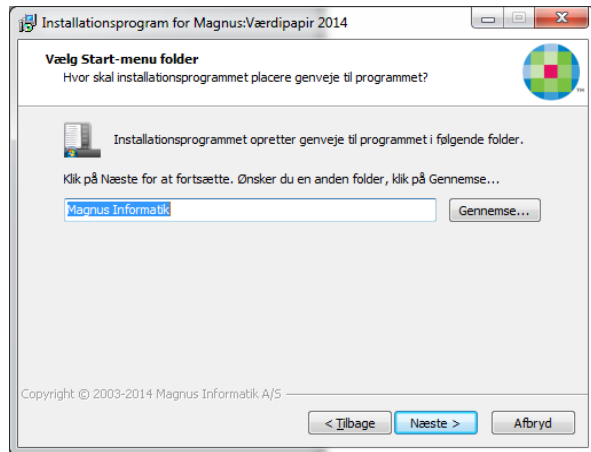 Installationsprogram for Magnus:Værdipapir 2014
Vælg Start-menu folder
Hvor skal installationsprogrammet placere genveje til programmet?
TM
Installationsprogrammet opretter genveje til programmet i følgende folder.
Klik på Næste for at fortsætte. Ønsker du en anden folder, klik på Gennemse...
Magnus Informatik
Gennemse...
Copyright © 2003-2014 Magnus Informatik A/S
< Tilbage
Næste >
Afbryd